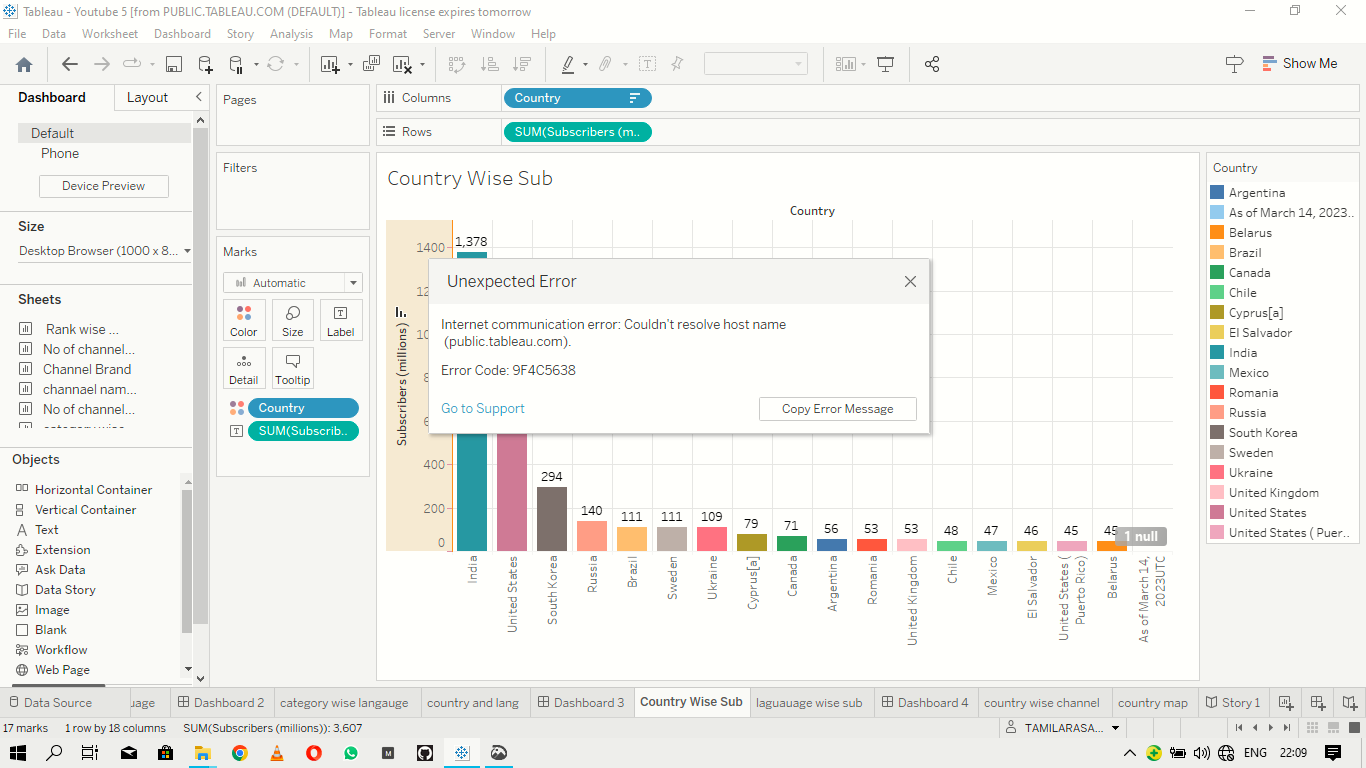 Tableau - Youtube 5 [from PUBLIC.TABLEAU.COM (DEFAULT)] - Tableau license expires tomorrow
File Data Worksheet Dashboard Story Analysis Map Format Server Window Help
Show Me
Dashboard Layout
Default
Phone
Device Preview
Size
Desktop Browser (1000 x 8...
Sheets
Rank wise ...
No of channel...
Channel Brand
channael nam...
No of channel...
Objects
Horizontal Container
Vertical Container
Text
Extension
Ask Data
Data Story
Image
Blank
Workflow
Web Page
Pages
Filters
Marks
Automatic
Color Size Label
Detail Tooltip
Country
SUM(Subscrib..
Columns Country
Rows SUM(Subscribers (m..
Country Wise Sub
Country
Subscribers (millions)
1400
12
10
8
6
400
200
0
1,378
294
140
111
111
109
79
71
56
53
53
48
47
46
45
45
1 null
India
United States
South Korea
Russia
Brazil
Sweden
Ukraine
Cyprus[a]
Canada
Argentina
Romania
United Kingdom
Chile
Mexico
El Salvador
United States (
Puerto Rico)
Belarus
As of March 14,
2023UTC
Unexpected Error
Internet communication error: Couldn't resolve host name
(public.tableau.com).
Error Code: 9F4C5638
Go to Support
Copy Error Message
Country
Argentina
As of March 14, 2023..
Belarus
Brazil
Canada
Chile
Cyprus[a]
El Salvador
India
Mexico
Romania
Russia
South Korea
Sweden
Ukraine
United Kingdom
United States
United States ( Puer..
Data Source uage Dashboard 2 category wise langauge country and lang Dashboard 3 Country Wise Sub laguauage wise sub Dashboard 4 country wise channel country map Story 1
17 marks 1 row by 18 columns SUM(Subscribers (millions)): 3,607 TAMILARASA...
M ENG 22:09